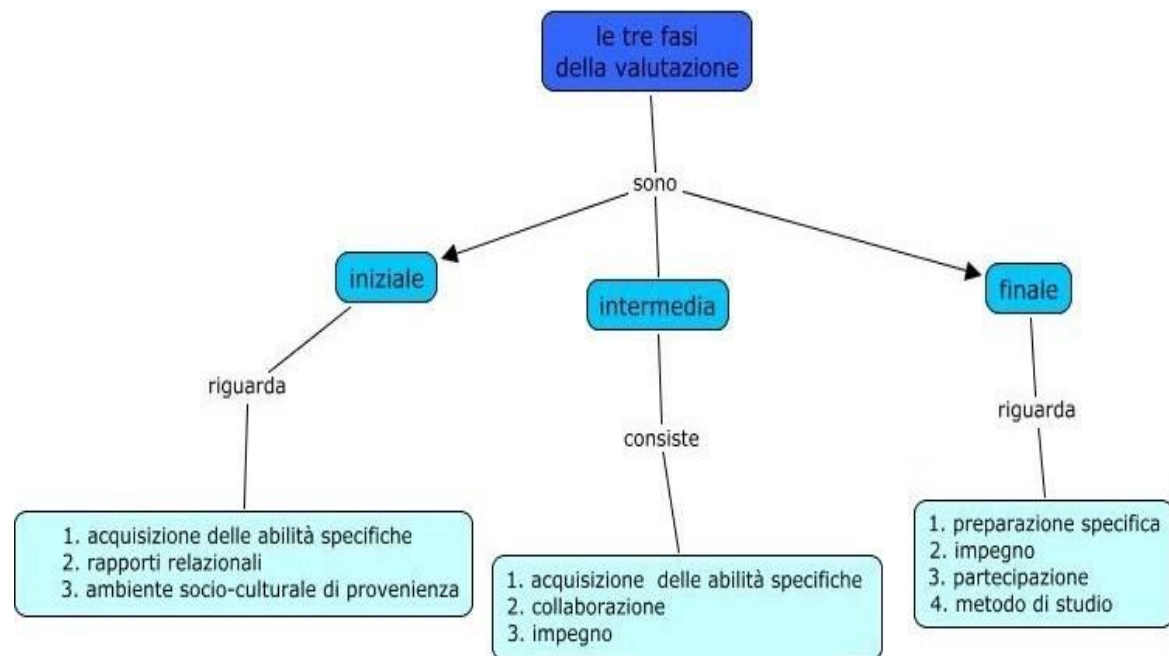 le tre fasi
della valutazione
sono
iniziale
intermedia
finale
riguarda
consiste
riguarda
1. acquisizione delle abilità specifiche
2. rapporti relazionali
3. ambiente socio-culturale di provenienza
1. acquisizione delle abilità specifiche
2. collaborazione
3. impegno
1. preparazione specifica
2. impegno
3. partecipazione
4. metodo di studio